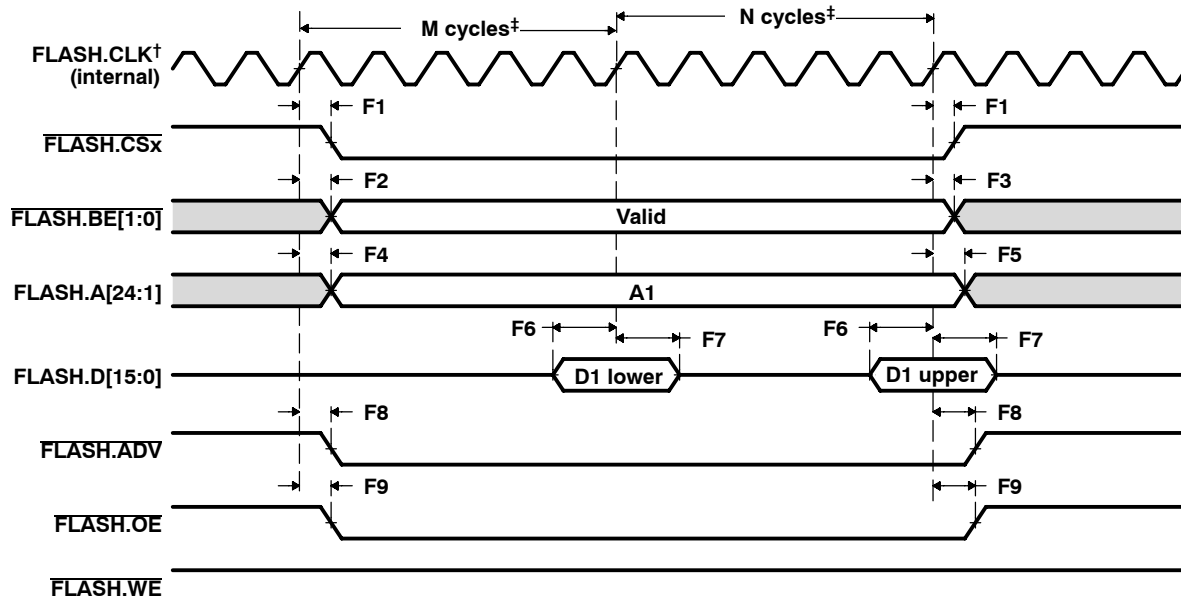 M cycles‡
N cycles‡
FLASH.CLK†
(internal)
F1
F1
FLASH.CSx
F2
F3
FLASH.BE[1:0]
Valid
F4
F5
FLASH.A[24:1]
A1
F6
F7
F6
F7
FLASH.D[15:0]
D1 lower
D1 upper
F8
F8
FLASH.ADV
F9
F9
FLASH.OE
FLASH.WE